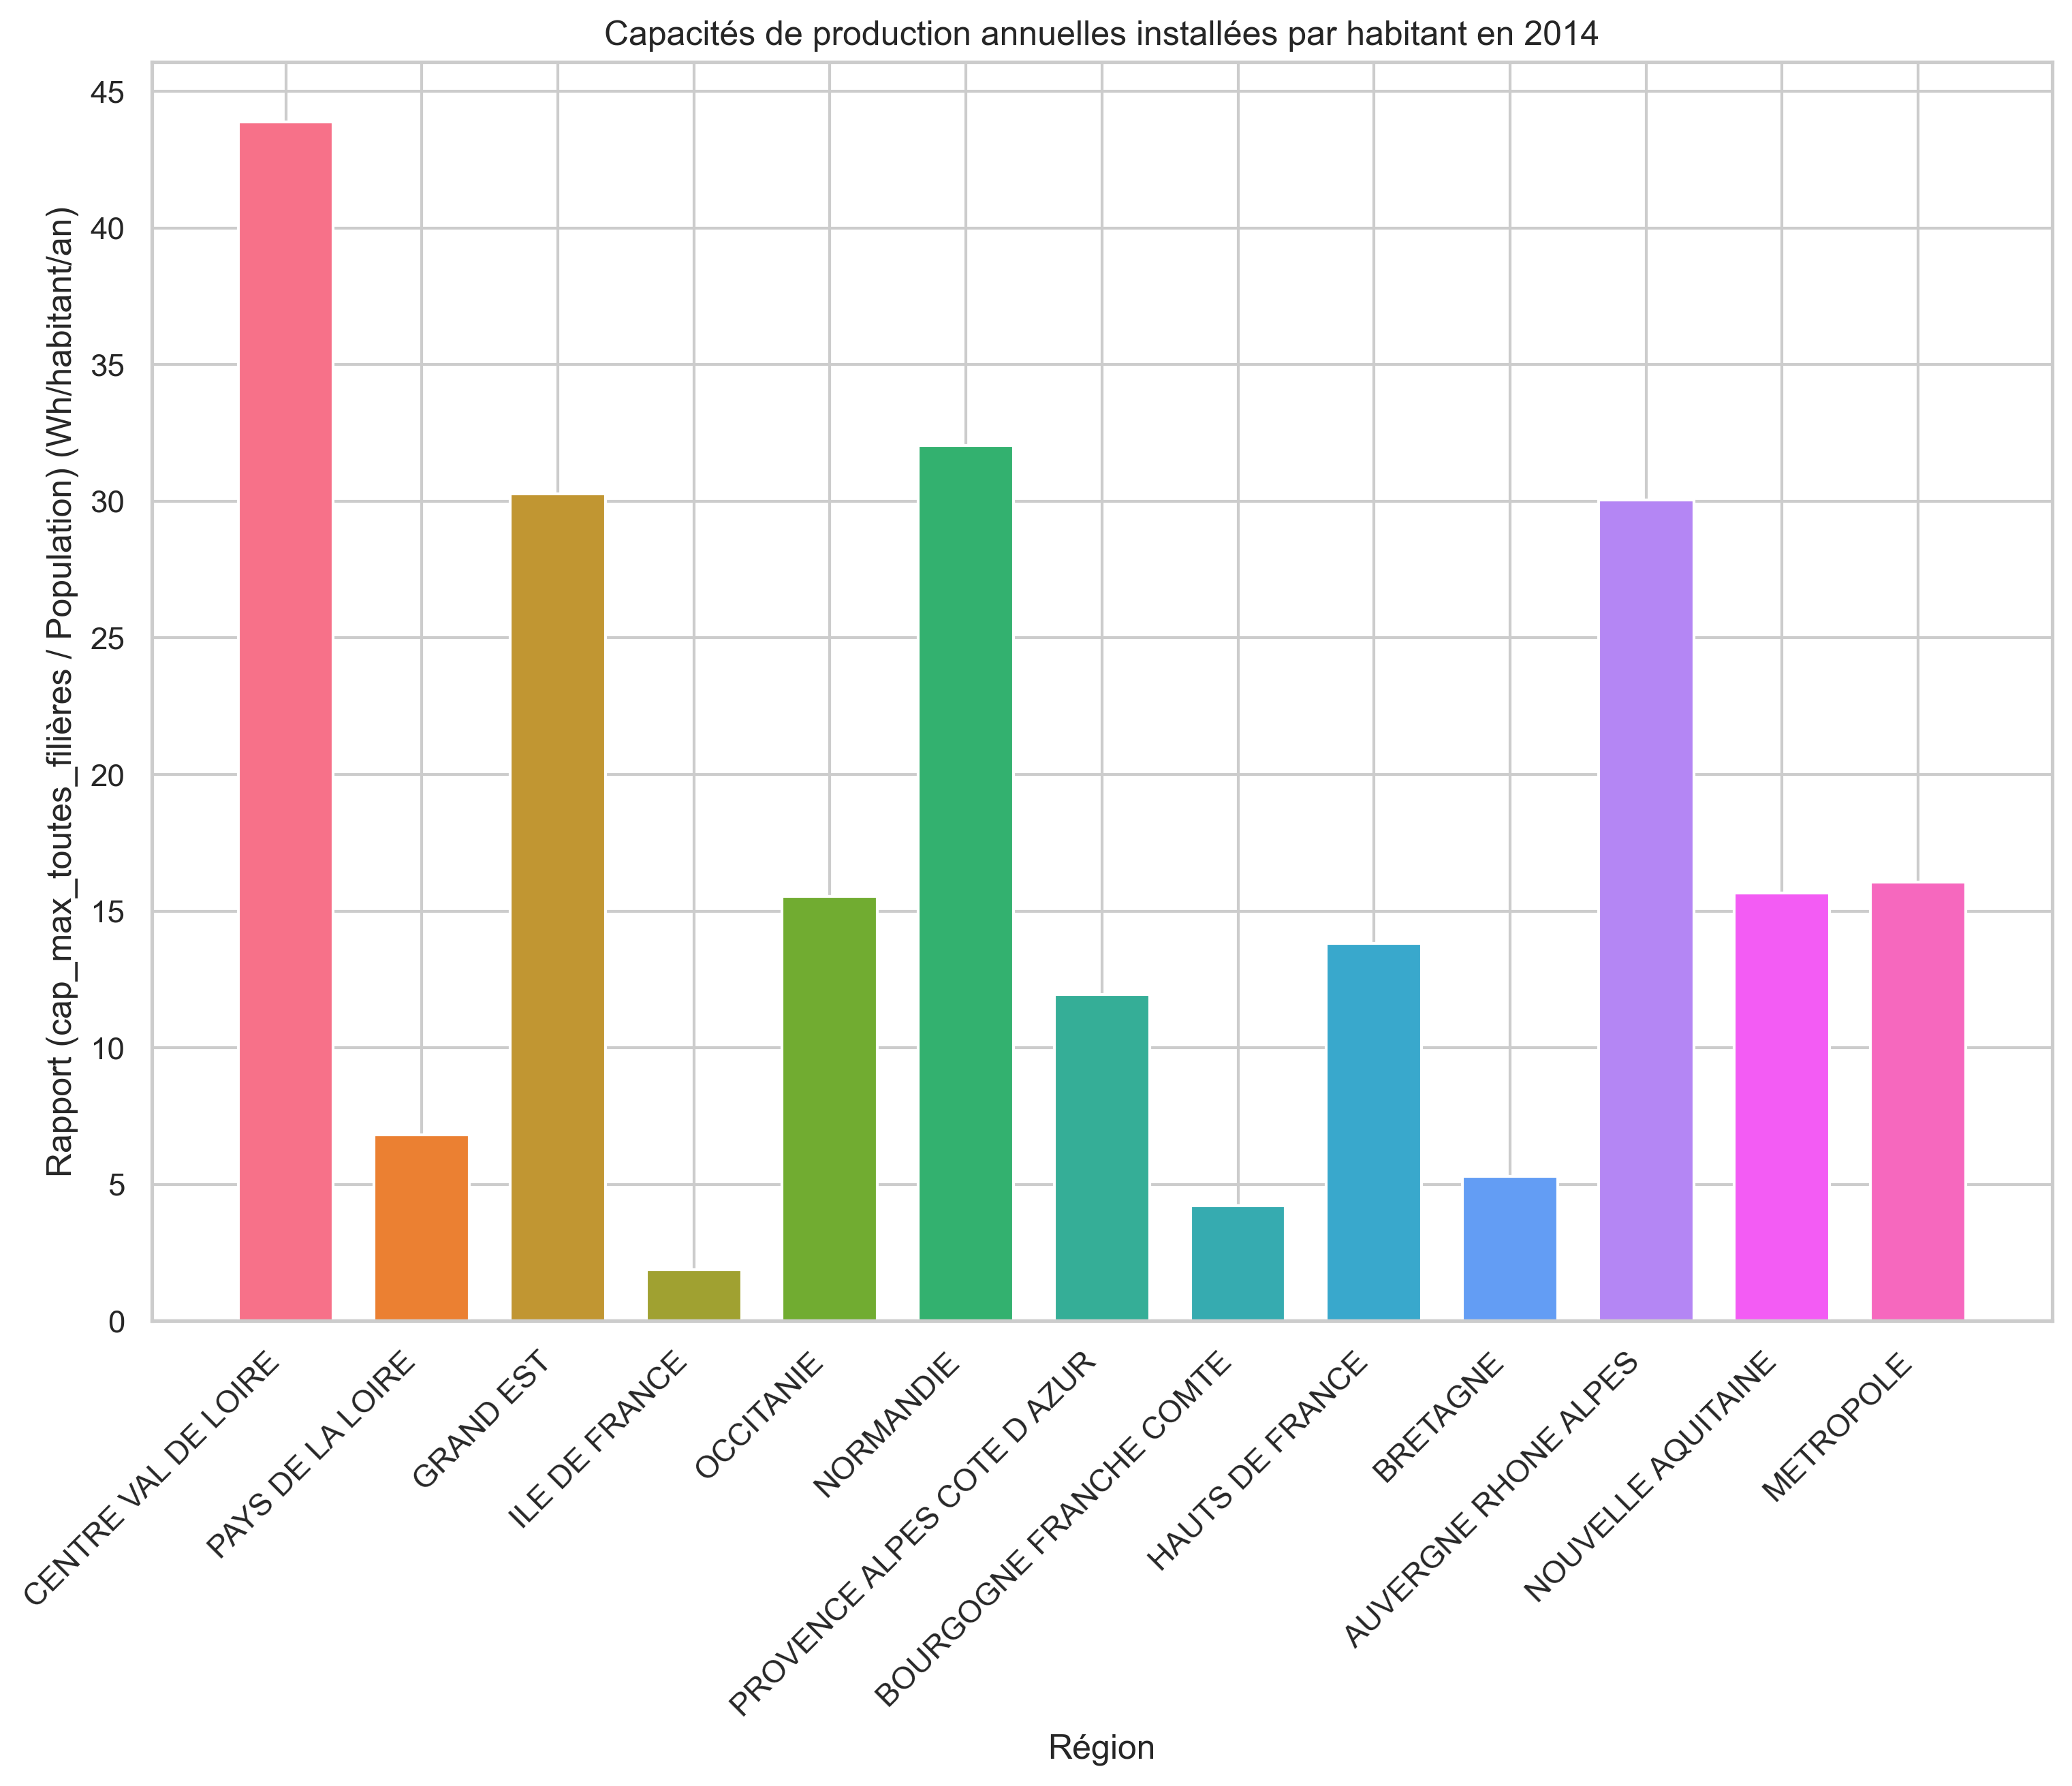 Capacités de production annuelles installées par habitant en 2014
Rapport (cap_max_toutes_filières / Population) (Wh/habitant/an)
45
40
35
30
25
20
15
10
5
0
CENTRE VAL DE LOIRE
PAYS DE LA LOIRE
GRAND EST
ILE DE FRANCE
OCCITANIE
NORMANDIE
PROVENCE ALPES COTE D AZUR
BOURGOGNE FRANCHE COMTE
HAUTS DE FRANCE
BRETAGNE
AUVERGNE RHONE ALPES
NOUVELLE AQUITAINE
METROPOLE
Région